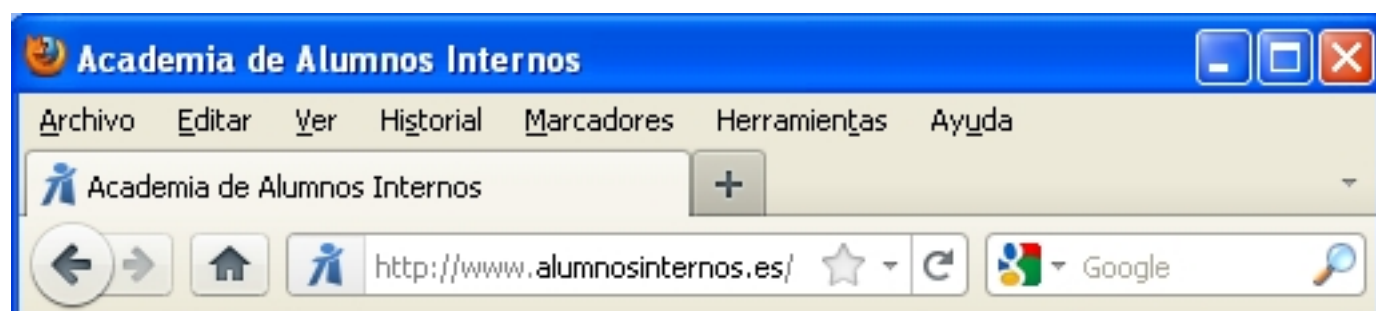 Academia de Alumnos Internos
Archivo Editar Ver Historial Marcadores Herramientas Ayuda
Academia de Alumnos Internos
http://www.alumnosinternos.es/ Google